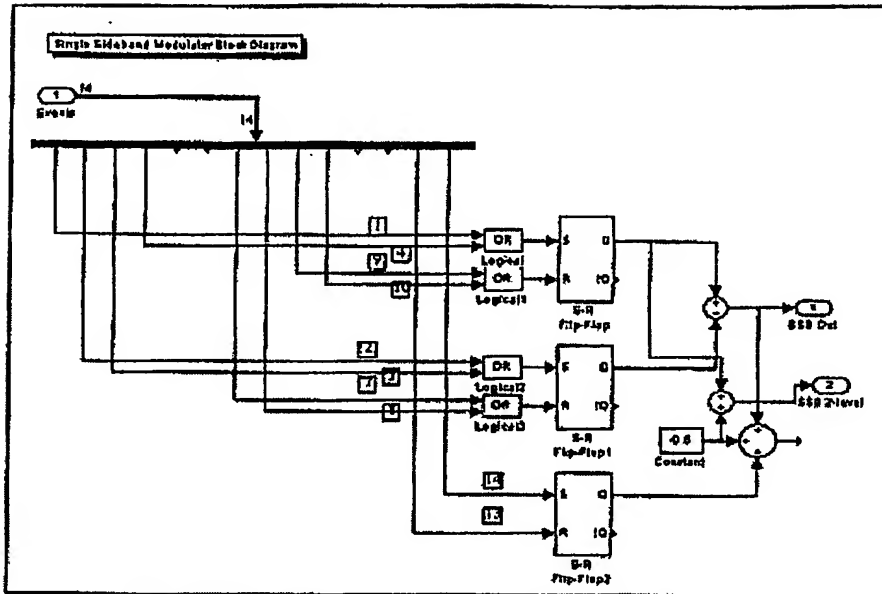 Single Sideband Modulator Block Diagram
1
14
14
1
S
Q
OR
4
Logical
9
R
!Q
OR
10
Logical1
S-R
Flip-Flop
1
SSB Out
2
S
Q
OR
3
Logical2
7
R
!Q
OR
8
Logical3
S-R
Flip-Flop1
2
SSB 2-level
-0.5
Constant
14
S
Q
13
R
!Q
S-R
Flip-Flop2